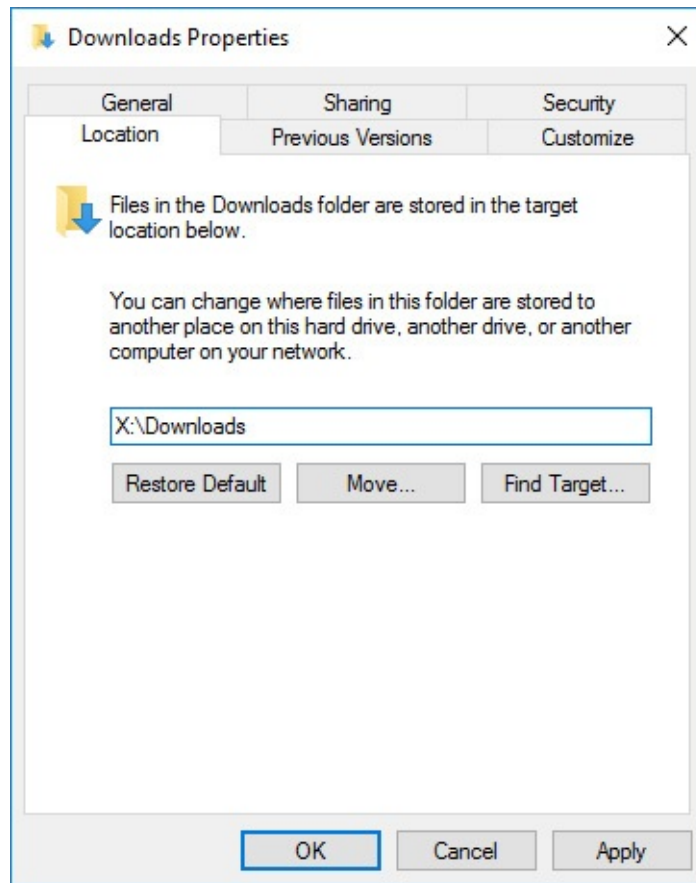 Downloads Properties
General Sharing Security
Location Previous Versions Customize
Files in the Downloads folder are stored in the target
location below.
You can change where files in this folder are stored to
another place on this hard drive, another drive, or another
computer on your network.
X:\Downloads
Restore Default Move... Find Target...
OK Cancel Apply